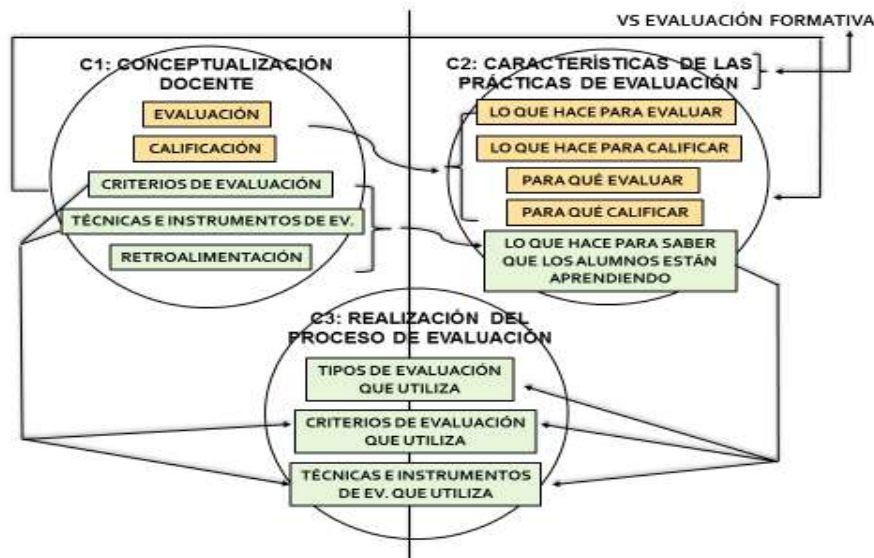 VS EVALUACIÓN FORMATIVA
C1: CONCEPTUALIZACIÓN
DOCENTE
EVALUACIÓN
CALIFICACIÓN
CRITERIOS DE EVALUACIÓN
TÉCNICAS E INSTRUMENTOS DE EV.
RETROALIMENTACIÓN
C2: CARACTERÍSTICAS DE LAS
PRÁCTICAS DE EVALUACIÓN
LO QUE HACE PARA EVALUAR
LO QUE HACE PARA CALIFICAR
PARA QUÉ EVALUAR
PARA QUÉ CALIFICAR
LO QUE HACE PARA SABER
QUE LOS ALUMNOS ESTÁN
APRENDIENDO
C3: REALIZACIÓN DEL
PROCESO DE EVALUACIÓN
TIPOS DE EVALUACIÓN
QUE UTILIZA
CRITERIOS DE EVALUACIÓN
QUE UTILIZA
TÉCNICAS E INSTRUMENTOS
DE EV. QUE UTILIZA